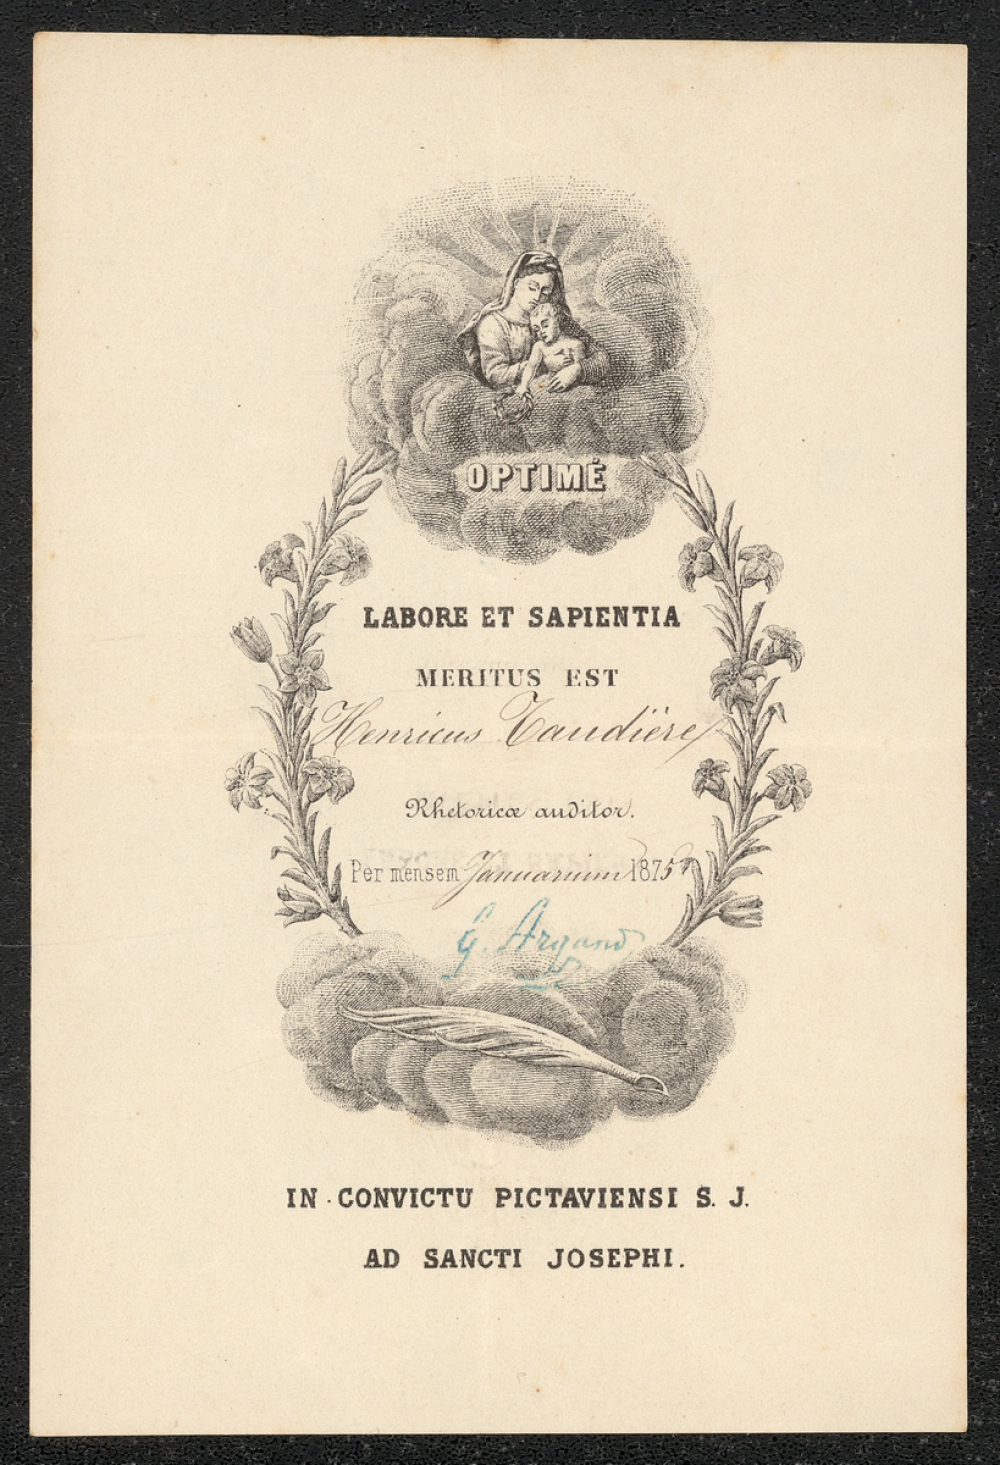 OPTIMÉ
LABORE ET SAPIENTIA
MERITUS EST
Henricus Taudière
Rhetoricæ auditor.
Per mensem Januarium 1875
G. Argand
IN CONVICTU PICTAVIENSI S. J.
AD SANCTI JOSEPHI.